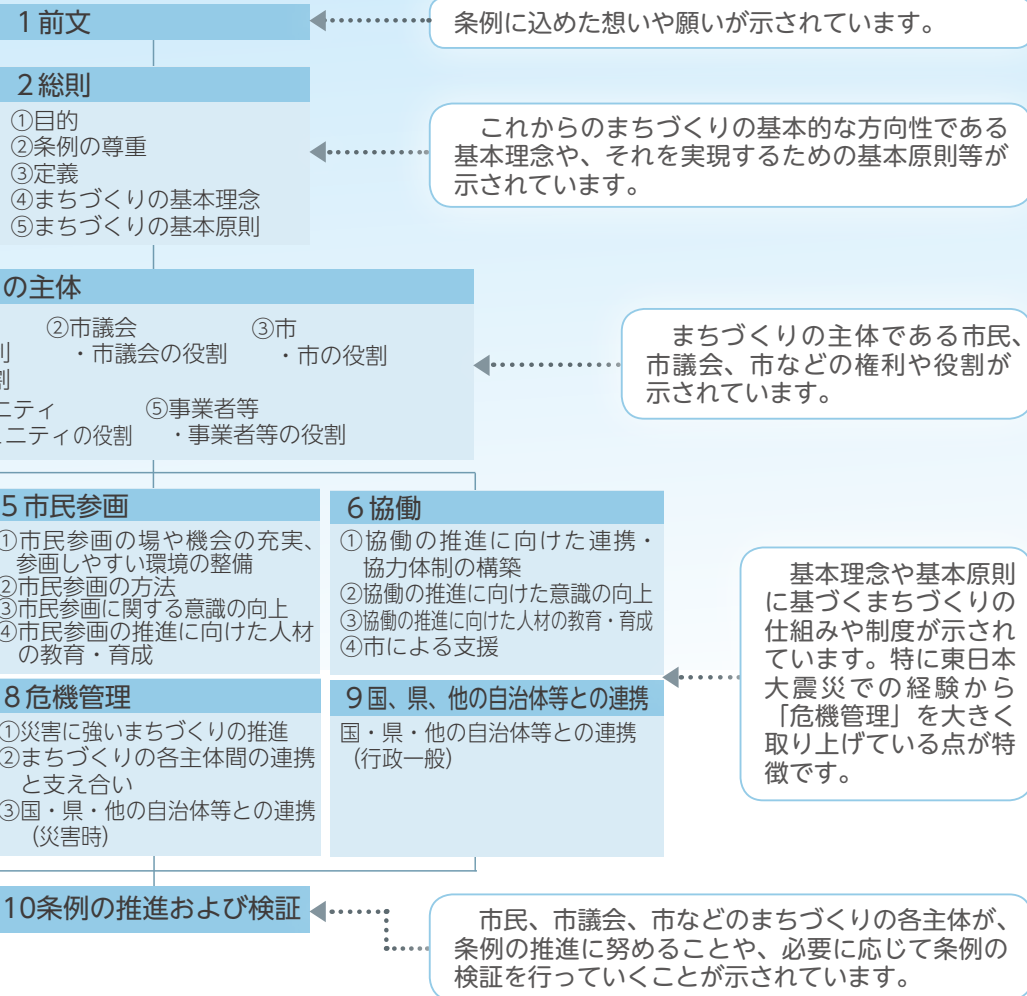 1前文
条例に込めた想いや願いが示されています。
2総則
①目的
②条例の尊重
③定義
④まちづくりの基本理念
⑤まちづくりの基本原則
これからのまちづくりの基本的な方向性である
基本理念や、それを実現するための基本原則等が
示されています。
の主体
②市議会
・市議会の役割
③市
・市の役割
ニティ
ニティの役割
⑤事業者等
・事業者等の役割
まちづくりの主体である市民、
市議会、市などの権利や役割が
示されています。
5市民参画
①市民参画の場や機会の充実、
参画しやすい環境の整備
②市民参画の方法
③市民参画に関する意識の向上
④市民参画の推進に向けた人材
の教育・育成
6協働
①協働の推進に向けた連携・
協力体制の構築
②協働の推進に向けた意識の向上
③協働の推進に向けた人材の教育・育成
④市による支援
8危機管理
①災害に強いまちづくりの推進
②まちづくりの各主体間の連携
と支え合い
③国・県・他の自治体等との連携
(災害時)
9国、県、他の自治体等との連携
国・県・他の自治体等との連携
(行政一般)
基本理念や基本原則
に基づくまちづくりの
仕組みや制度が示され
ています。特に東日本
大震災での経験から
「危機管理」を大きく
取り上げている点が特
徴です。
10条例の推進および検証
市民、市議会、市などのまちづくりの各主体が、
条例の推進に努めることや、必要に応じて条例の
検証を行っていくことが示されています。